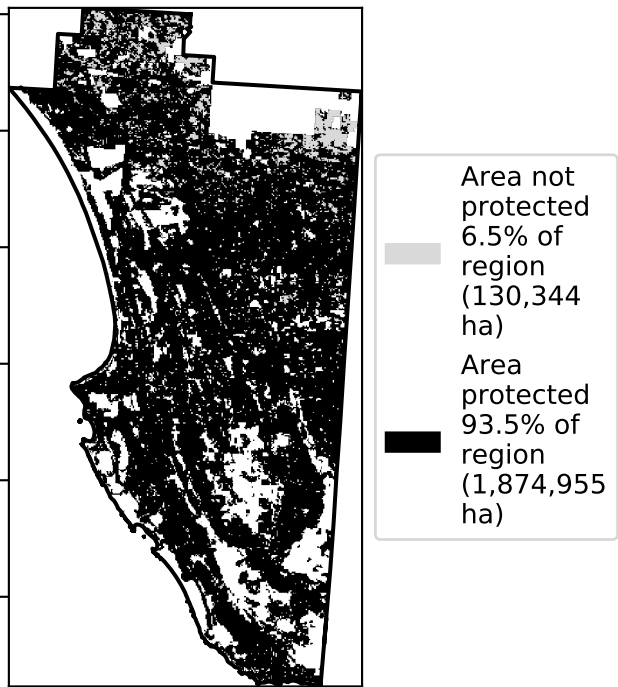 Area not
protected
6.5% of
region
(130,344
ha)
Area
protected
93.5% of
region
(1,874,955
ha)